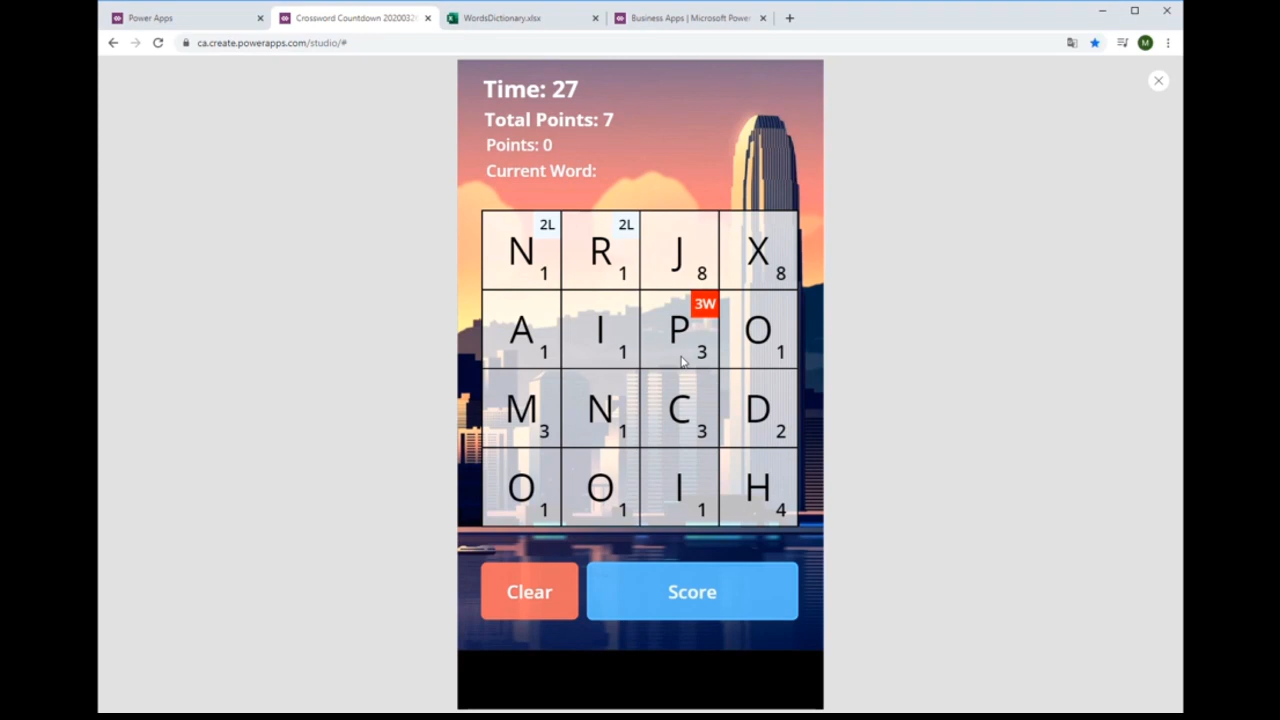 Power Apps
Crossword Countdown 2020032
WordsDictionary.xlsx
Business Apps | Microsoft Power
ca.create.powerapps.com/studio/#
M
Time: 27
Total Points: 7
Points: 0
Current Word:
2L 2L
N R J X
1 1 8 8
3W
A I P O
1 1 3 1
M N C D
3 1 3 2
O O I H
1 1 1 4
Clear Score